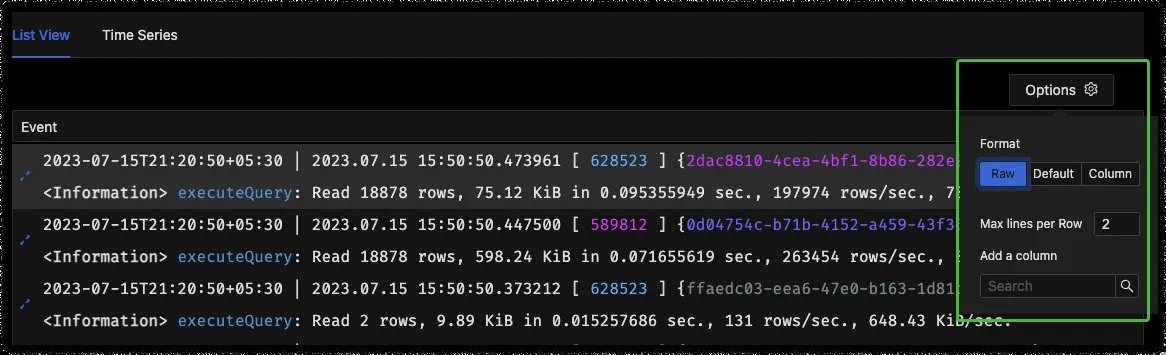 List View Time Series
Options
Event
2023-07-15T21:20:50+05:30 | 2023.07.15 15:50:50.473961 [ 628523 ] {2dac8810-4cea-4bf1-8b86-282e
<Information> executeQuery: Read 18878 rows, 75.12 KiB in 0.095355949 sec., 197974 rows/sec., 7
2023-07-15T21:20:50+05:30 | 2023.07.15 15:50:50.447500 [ 589812 ] {0d04754c-b71b-4152-a459-43f3
<Information> executeQuery: Read 18878 rows, 598.24 KiB in 0.071655619 sec., 263454 rows/sec.,
2023-07-15T21:20:50+05:30 | 2023.07.15 15:50:50.373212 [ 628523 ] {ffaedc03-eea6-47e0-b163-1d81
<Information> executeQuery: Read 2 rows, 9.89 KiB in 0.015257686 sec., 131 rows/sec., 648.43 KiB/sec.
Format
Raw Default Column
Max lines per Row 2
Add a column
Search